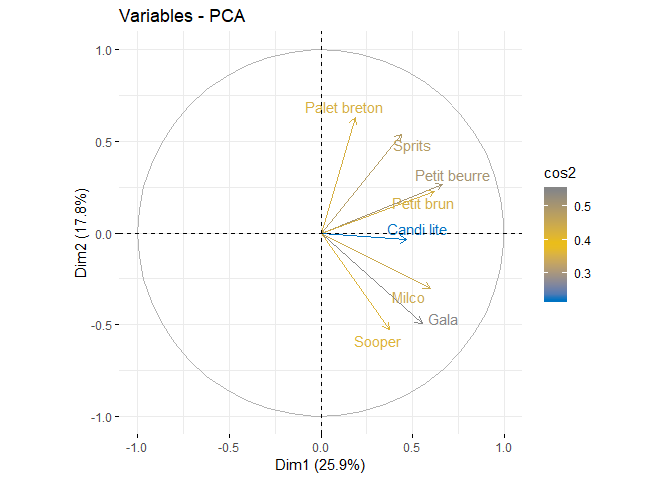 Variables - PCA
1.0
0.5
0.0
-0.5
-1.0
Dim2 (17.8%)
Palet breton
Sprits
Petit beurre
Petit brun
Candi lite
Milco
Gala
Sooper
-1.0
-0.5
0.0
0.5
1.0
Dim1 (25.9%)
cos2
0.5
0.4
0.3